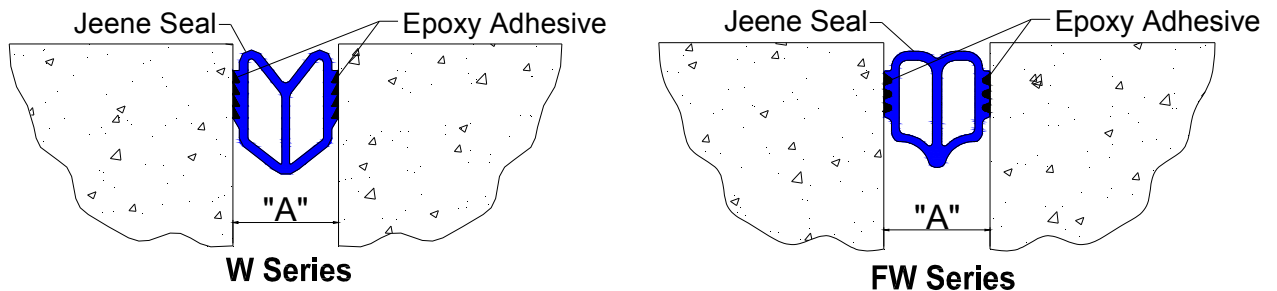 Jeene Seal
Epoxy Adhesive
"A"
W Series
Jeene Seal
Epoxy Adhesive
"A"
FW Series